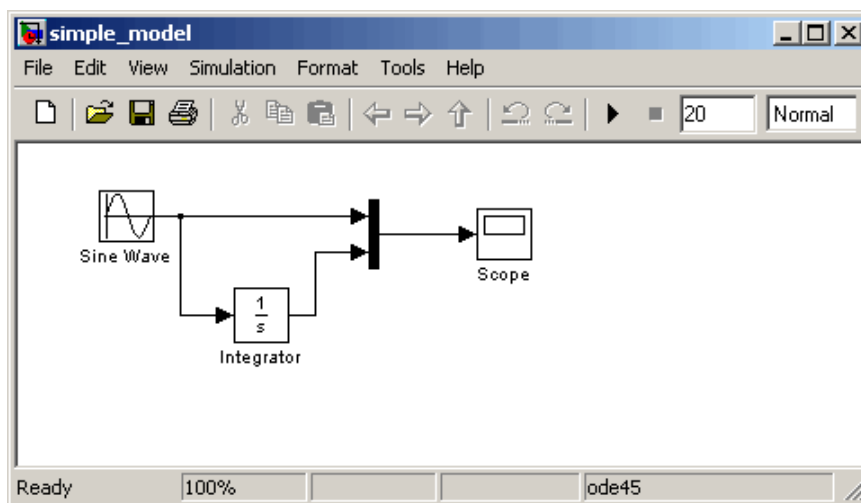 simple_model
File Edit View Simulation Format Tools Help
20 Normal
Sine Wave
Scope
1
s
Integrator
Ready 100% ode45